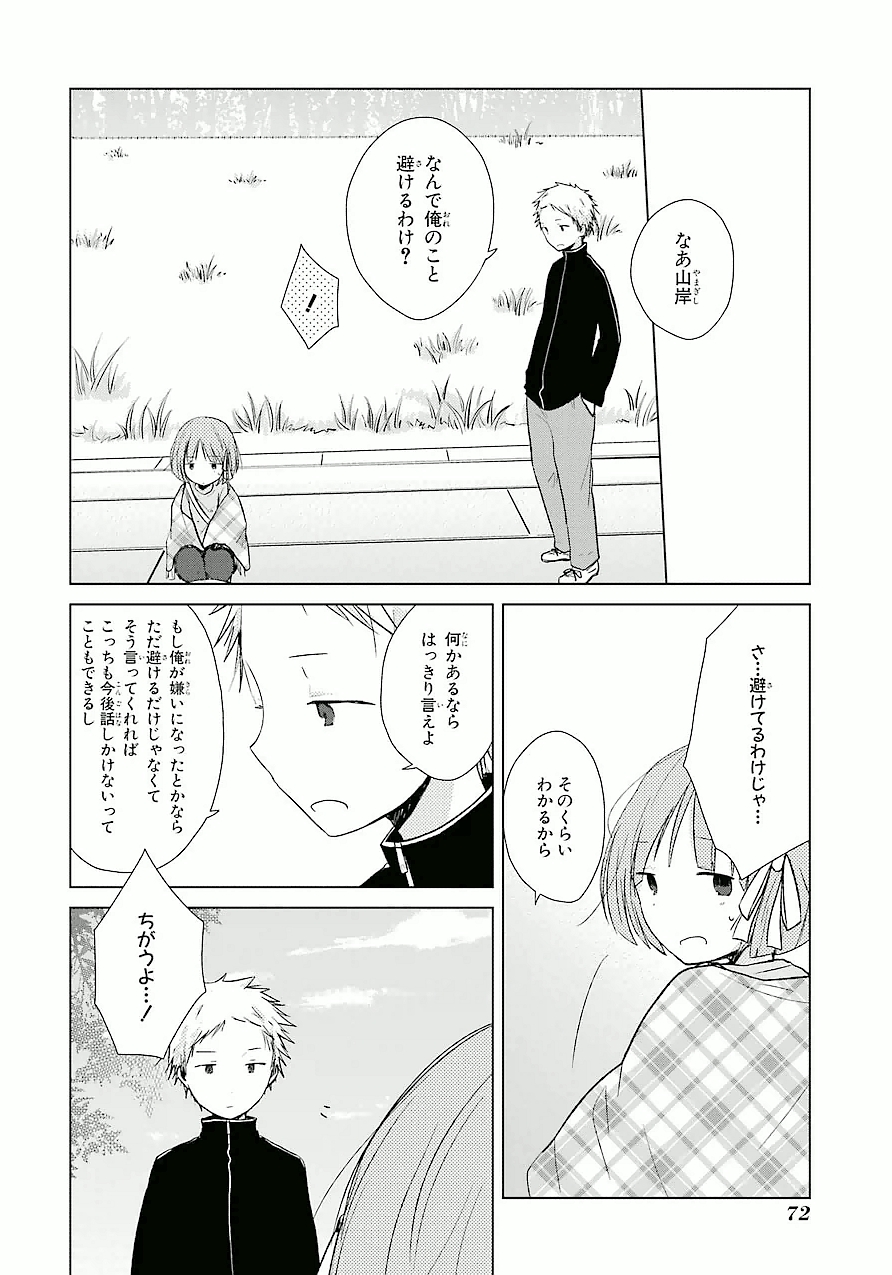 なあ山岸
なんで俺のこと
避けるわけ？
！
さ…避けてるわけじゃ…
そのくらい
わかるから
何かあるなら
はっきり言えよ
もし俺が嫌いになったとかなら
ただ避けるだけじゃなくて
そう言ってくれれば
こっちも今後話しかけないって
こともできるし
ちがうよ…！
72